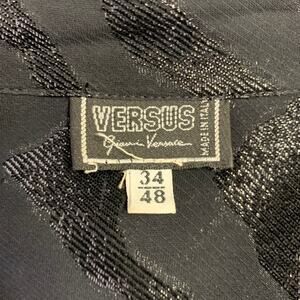 VERSUS
Gianni Versace
MADE IN ITALY
34
48